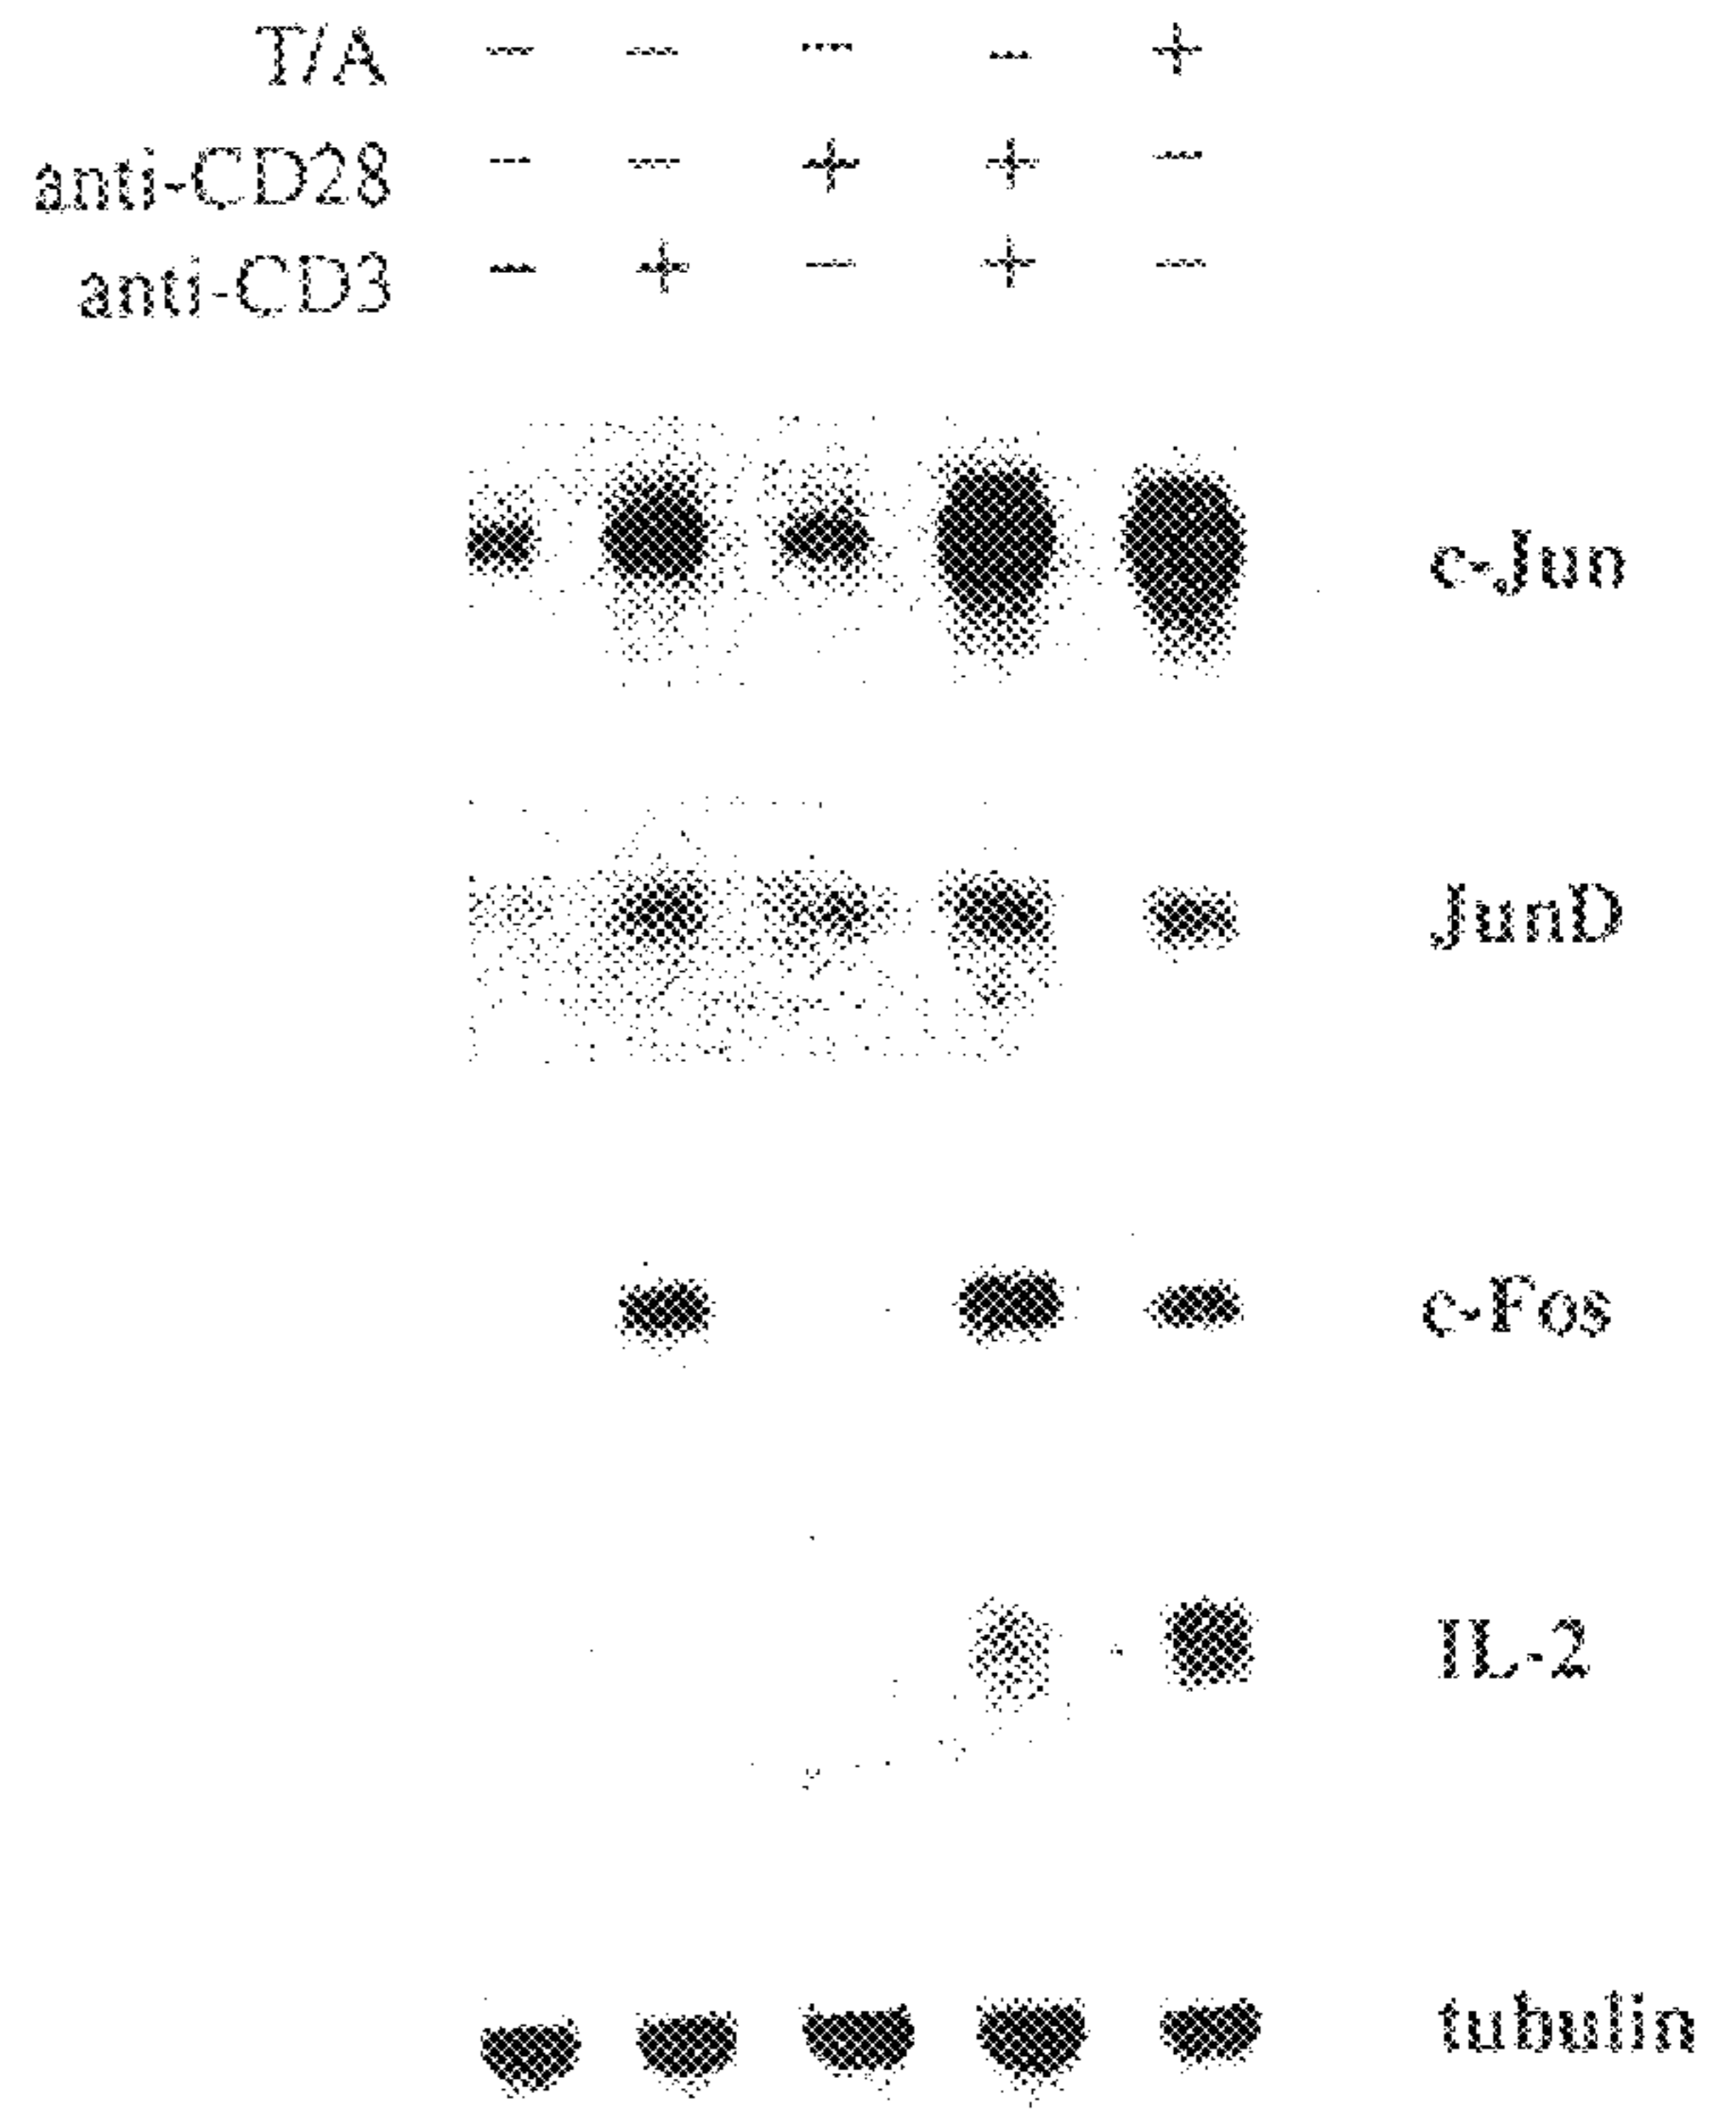 T/A − − − − +
anti-CD28 − − + + −
anti-CD3 − + − + −
c-Jun
JunD
c-Fos
IL-2
tubulin